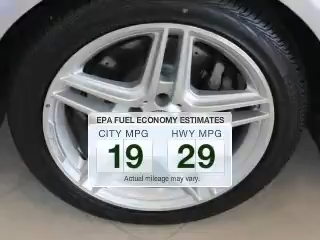 EPA FUEL ECONOMY ESTIMATES
CITY MPG HWY MPG
19 29
Actual mileage may vary.